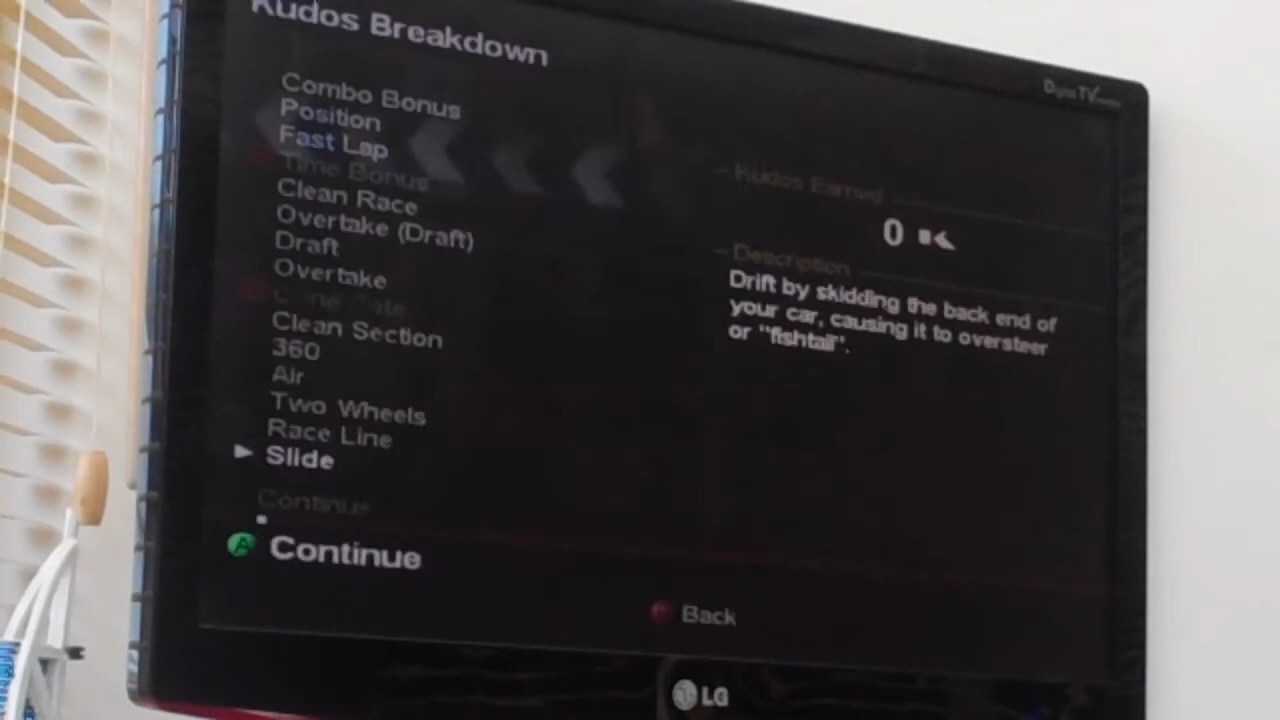 Kudos Breakdown
Combo Bonus
Position
Fast Lap
Time Bonus
Clean Race
Overtake (Draft)
Draft
Overtake
Clean Section
360
Air
Two Wheels
Race Line
Slide
Continue
A Continue
Back
Kudos Earned
0
Description
Drift by skidding the back end of
your car, causing it to oversteer
or "fishtail".
LG